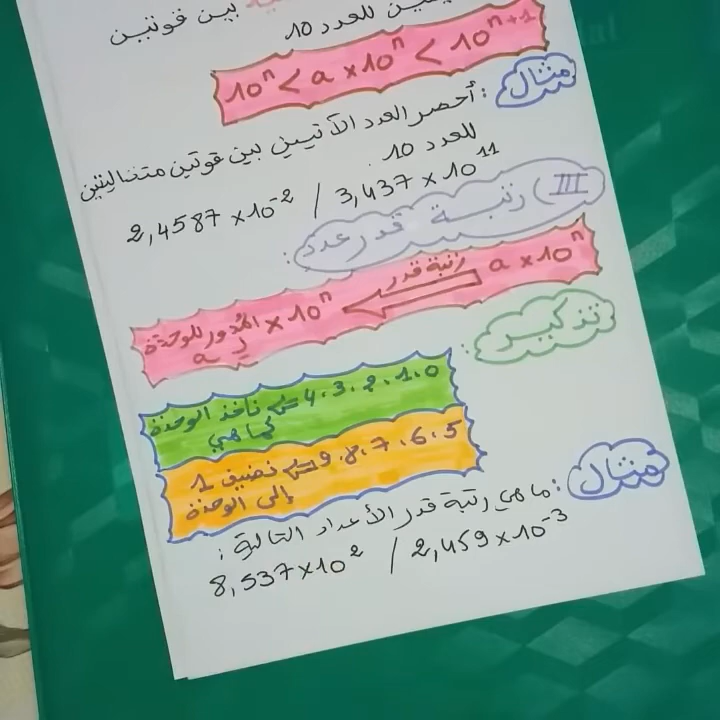 بين قوتين
للعدد 10
10ⁿ < a × 10ⁿ < 10ⁿ⁺¹
مثال : أحصر العدد الآتيين بين قوتين متتاليتين
للعدد 10 .
2,4587 × 10⁻² / 3,437 × 10¹¹
III) رتبة قدر عدد :
a × 10ⁿ رتبة قدر المدور للوحدة لـ a × 10ⁿ
تذكير :
0 . 1 . 2 . 3 . 4 نأخذ الوحدة
كما هي
5 . 6 . 7 . 8 . 9 نضيف 1
إلى الوحدة
مثال : ما هي رتبة قدر الأعداد التالية :
8,537 × 10² / 2,459 × 10⁻³